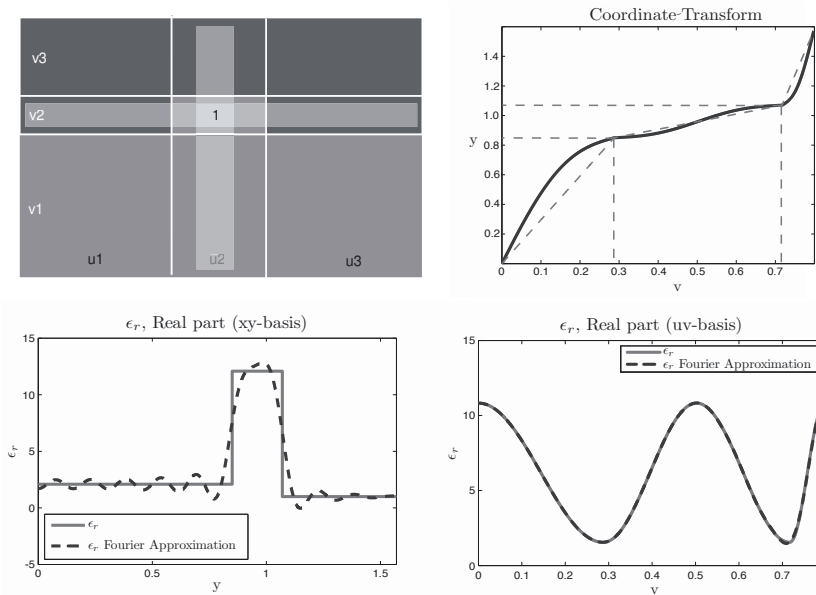 v3
v2
1
v1
u1
u2
u3
Coordinate-Transform
1.4
1.2
1.0
y
0.8
0.6
0.4
0.2
0 0.1 0.2 0.3 0.4 0.5 0.6 0.7
v
ϵr, Real part (xy-basis)
15
10
5
ϵr
0
-5
ϵr
ϵr Fourier Approximation
0 0.5 1 1.5
y
ϵr, Real part (uv-basis)
15
10
5
0
ϵr
ϵr
ϵr Fourier Approximation
0 0.1 0.2 0.3 0.4 0.5 0.6 0.7
v